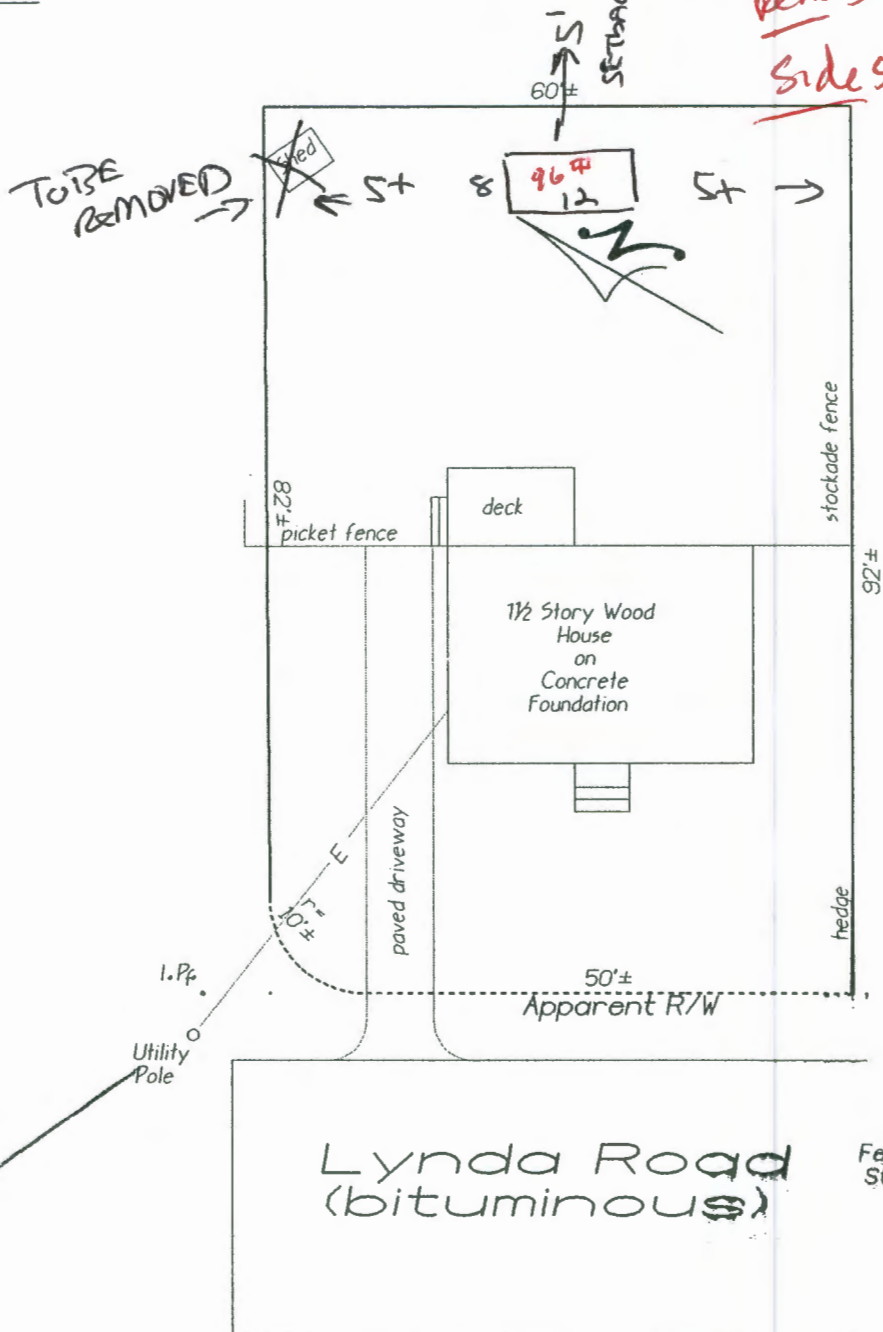 5'
60'±
Side S
TO BE
REMOVED
shed
5+
8
96 #
12
5+
stockade fence
82'±
picket fence
deck
92'±
1½ Story Wood
House
on
Concrete
Foundation
E
paved driveway
r=
10'±
hedge
I.Pf.
50'±
Apparent R/W
Utility
Pole
Lynda Road
(bituminous)
Fe